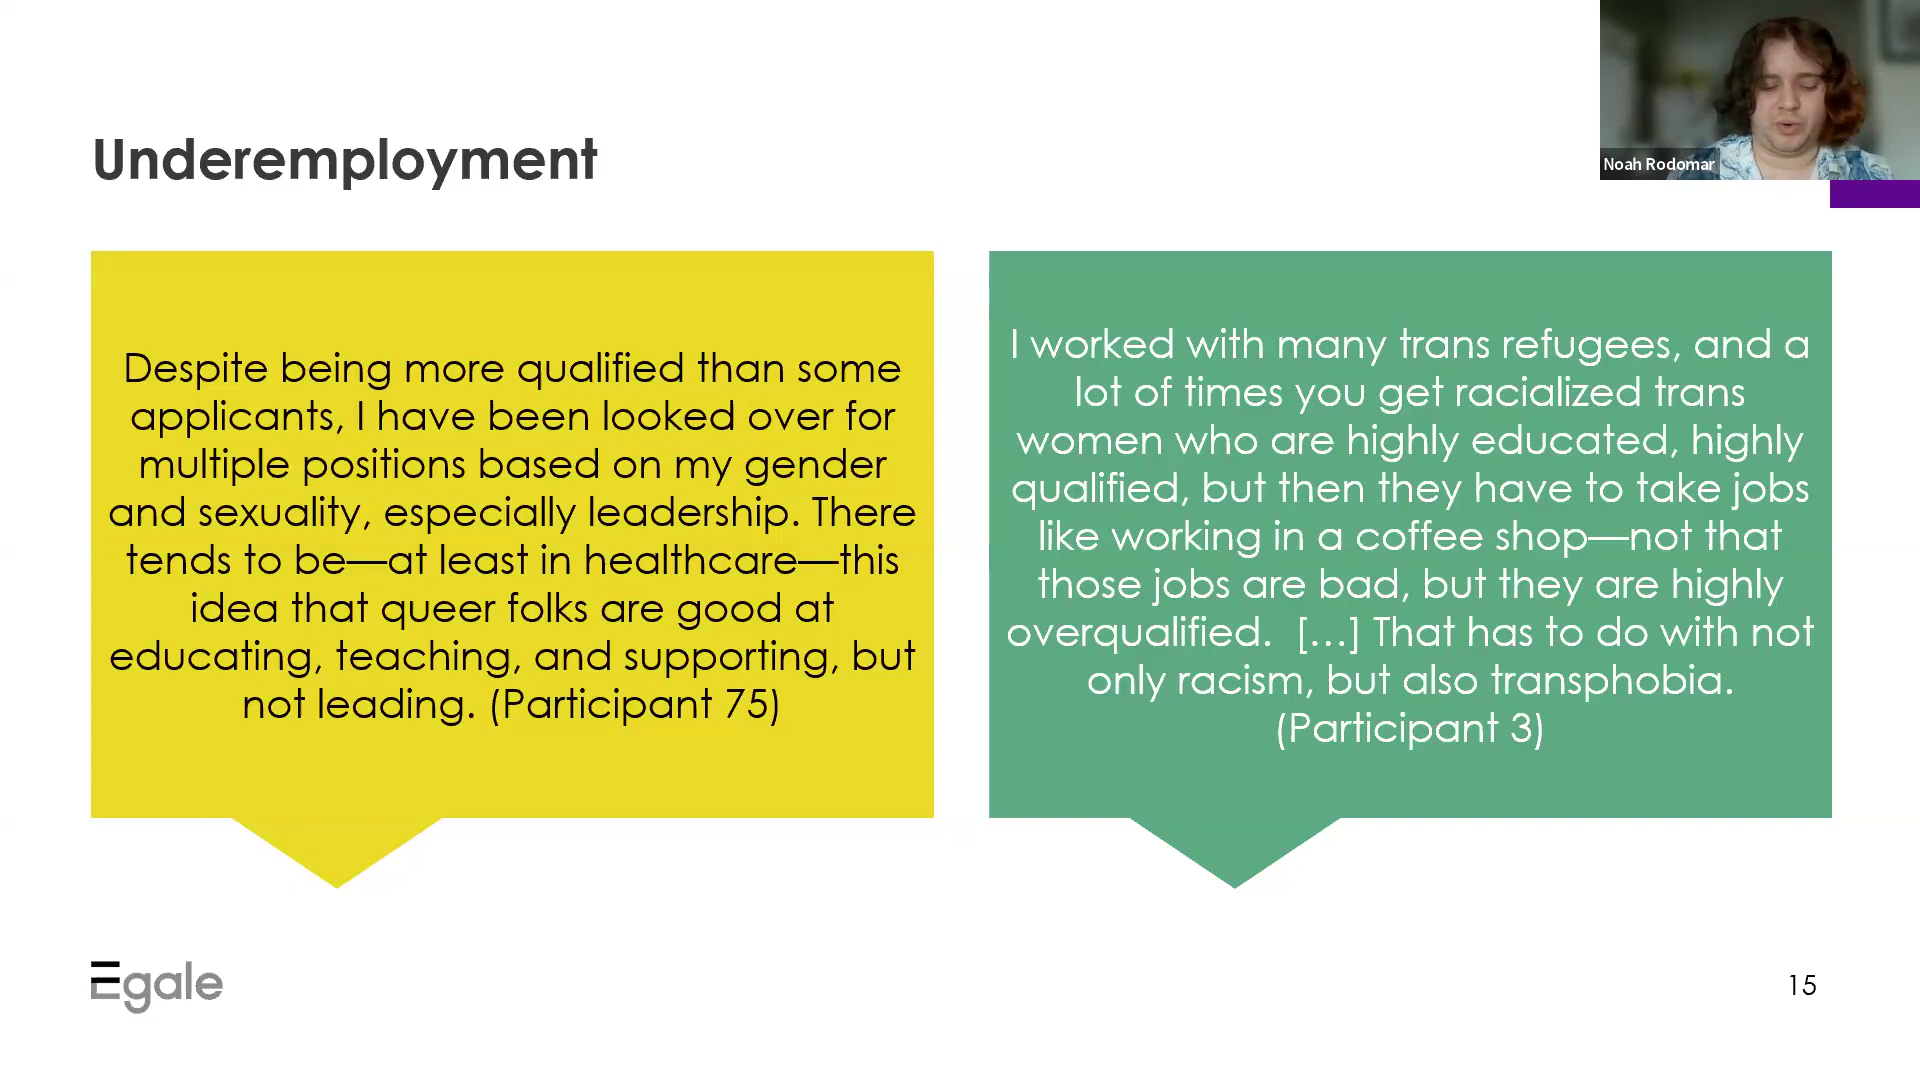 Noah Rodomar
Underemployment
Despite being more qualified than some
applicants, I have been looked over for
multiple positions based on my gender
and sexuality, especially leadership. There
tends to be—at least in healthcare—this
idea that queer folks are good at
educating, teaching, and supporting, but
not leading. (Participant 75)
I worked with many trans refugees, and a
lot of times you get racialized trans
women who are highly educated, highly
qualified, but then they have to take jobs
like working in a coffee shop—not that
those jobs are bad, but they are highly
overqualified.  […] That has to do with not
only racism, but also transphobia.
(Participant 3)
Egale
15